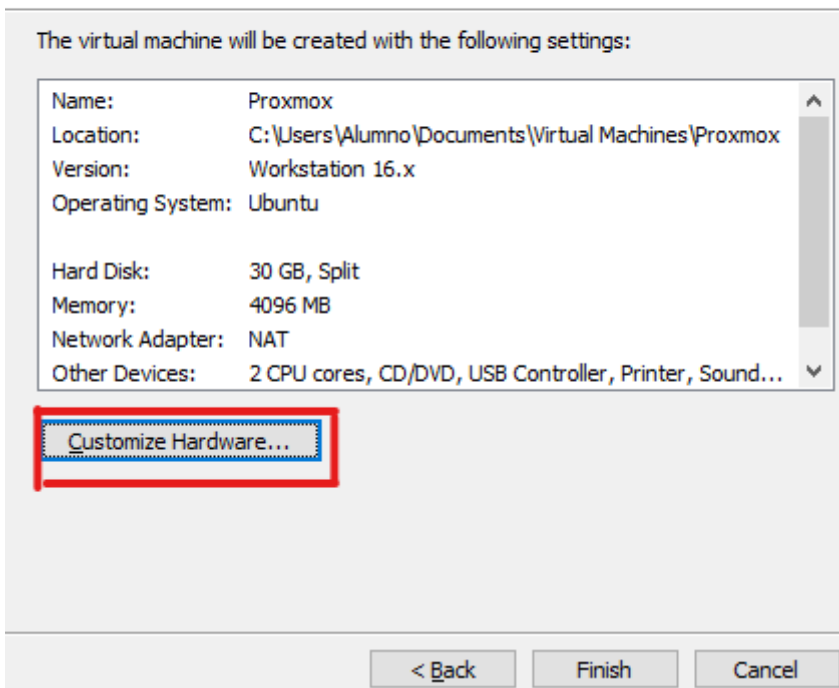 The virtual machine will be created with the following settings:
Name: Proxmox
Location: C:\Users\Alumno\Documents\Virtual Machines\Proxmox
Version: Workstation 16.x
Operating System: Ubuntu
Hard Disk: 30 GB, Split
Memory: 4096 MB
Network Adapter: NAT
Other Devices: 2 CPU cores, CD/DVD, USB Controller, Printer, Sound...
Customize Hardware...
< Back Finish Cancel